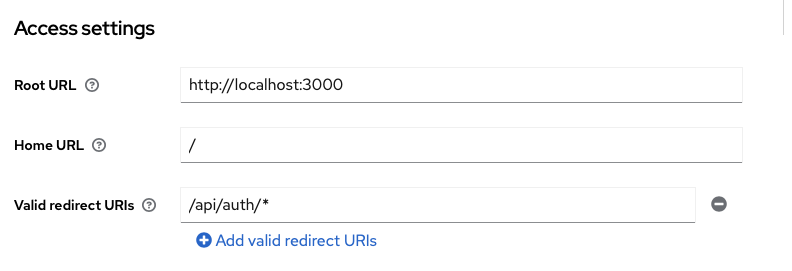 Access settings
Root URL
http://localhost:3000
Home URL
/
Valid redirect URIs
/api/auth/*
Add valid redirect URIs